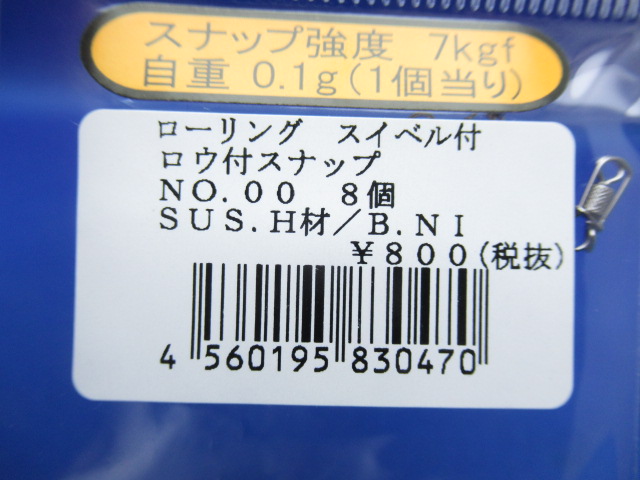 スナップ強度 7kgf
自重 0.1g(1個当り)
ローリング スイベル付
ロウ付スナップ
NO.00 8個
SUS.H材/B.NI
¥800(税抜)
4 560195 830470